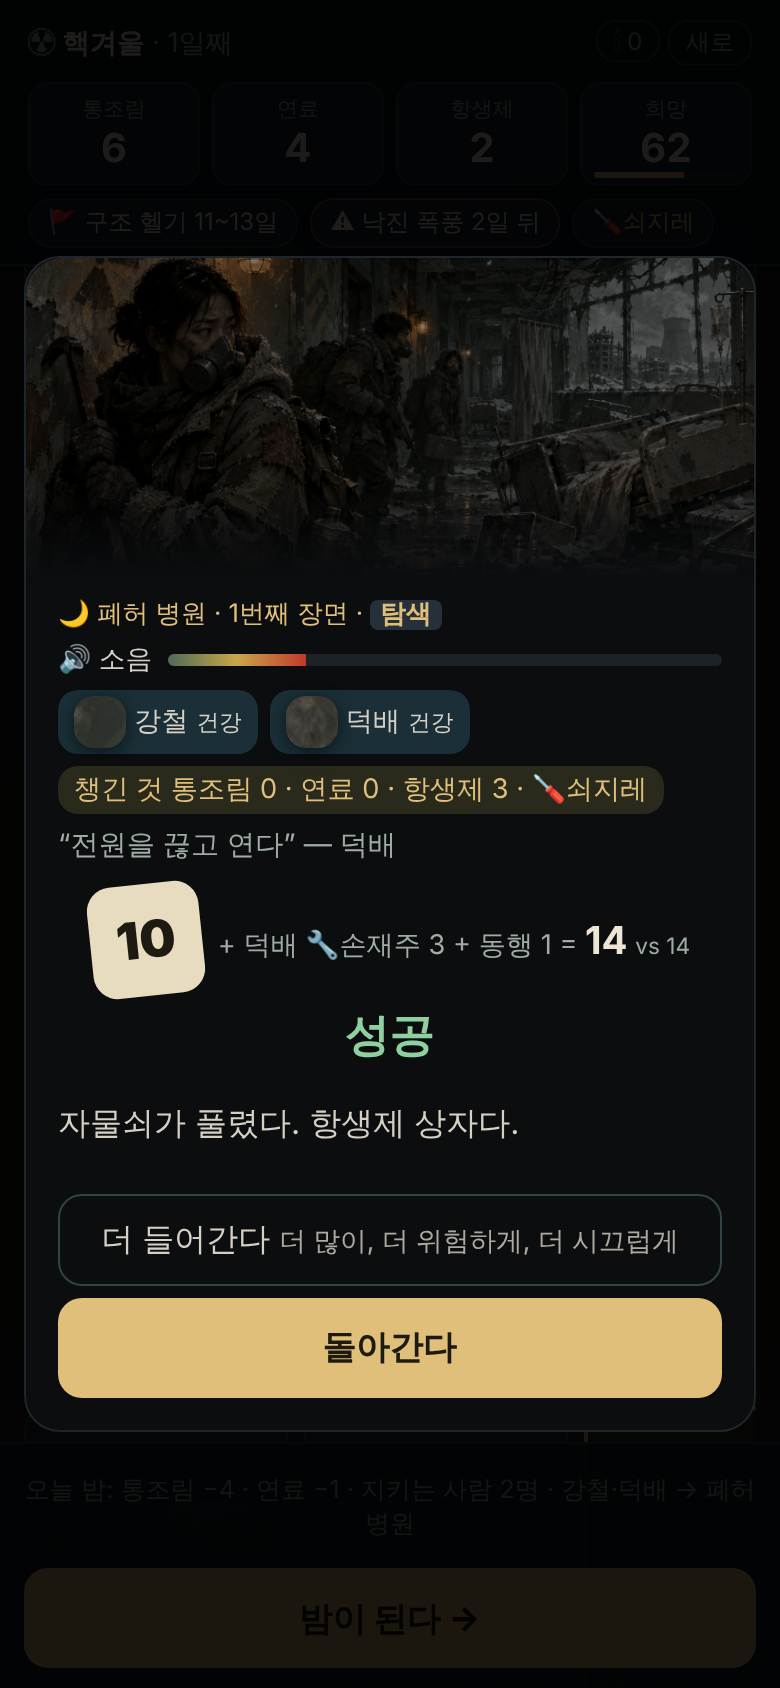 ☢ 핵겨울 · 1일째
0 새로
통조림 연료 항생제 희망
6 4 2 62
🚩 구조 헬기 11~13일 ⚠ 낙진 폭풍 2일 뒤 🪛쇠지레
🌙 폐허 병원 · 1번째 장면 · 탐색
🔊 소음
강철 건강 덕배 건강
챙긴 것 통조림 0 · 연료 0 · 항생제 3 · 🪛쇠지레
“전원을 끊고 연다” — 덕배
10 + 덕배 🔧손재주 3 + 동행 1 = 14 vs 14
성공
자물쇠가 풀렸다. 항생제 상자다.
더 들어간다 더 많이, 더 위험하게, 더 시끄럽게
돌아간다
오늘 밤: 통조림 −4 · 연료 −1 · 지키는 사람 2명 · 강철·덕배 → 폐허
병원
밤이 된다 →